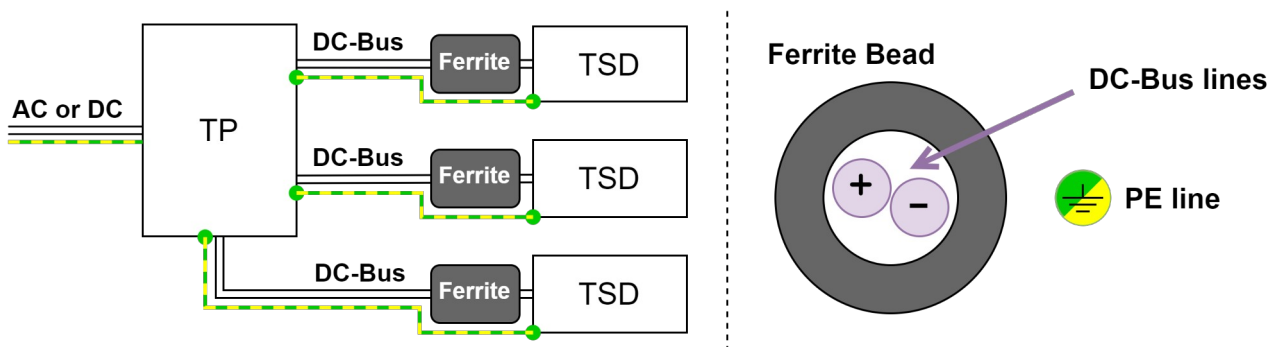 AC or DC
TP
DC-Bus
Ferrite
TSD
DC-Bus
Ferrite
TSD
DC-Bus
Ferrite
TSD
Ferrite Bead
DC-Bus lines
+
-
PE line